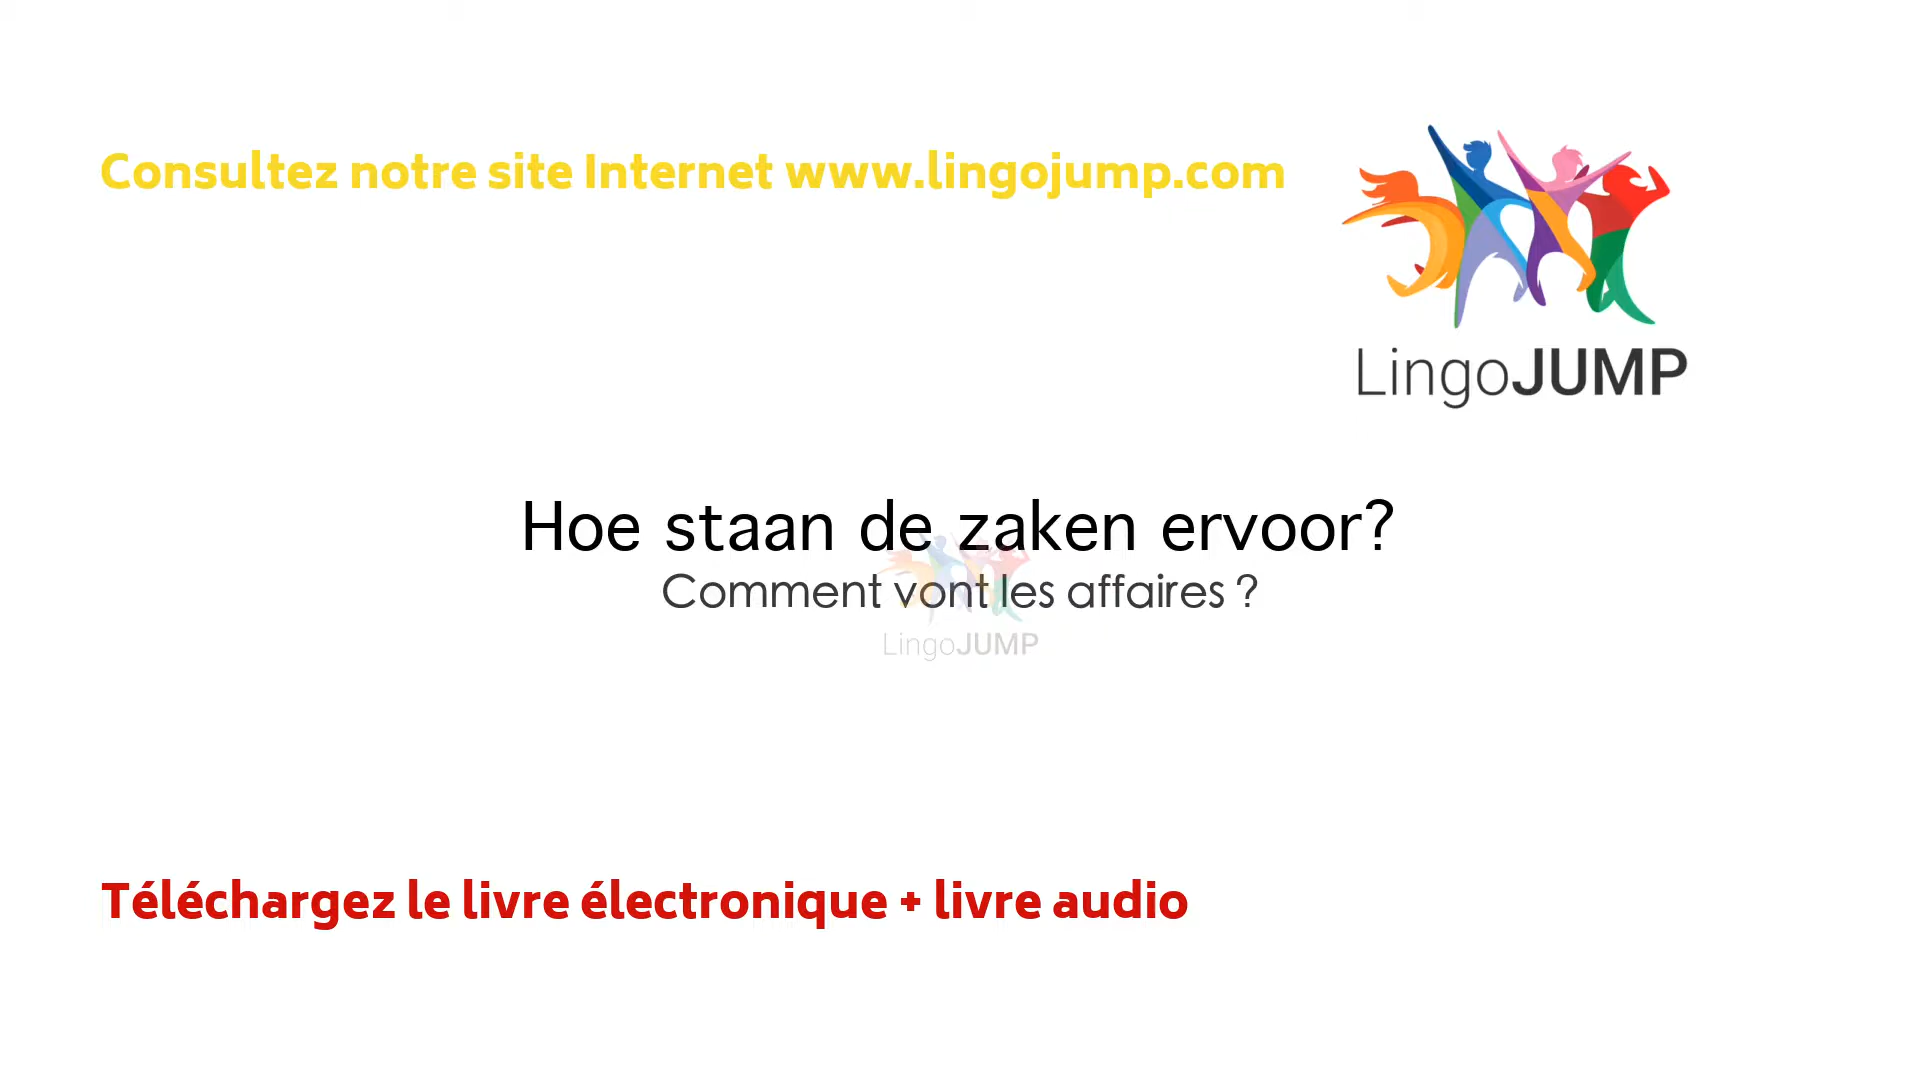 Consultez notre site Internet www.lingojump.com
LingoJUMP
Hoe staan de zaken ervoor?
Comment vont les affaires ?
LingoJUMP
Téléchargez le livre électronique + livre audio